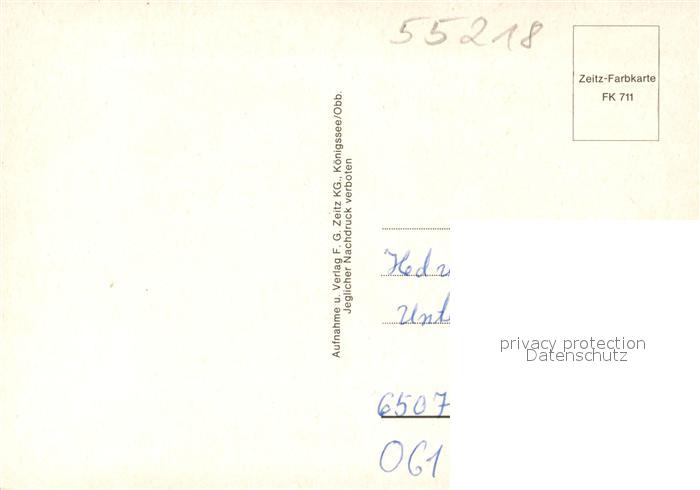 55218
Zeitz-Farbkarte
FK 711
Aufnahme u. Verlag F. G. Zeitz KG., Königssee/Obb.
Jeglicher Nachdruck verboten
Hed
Unt
6507
061
privacy protection
Datenschutz